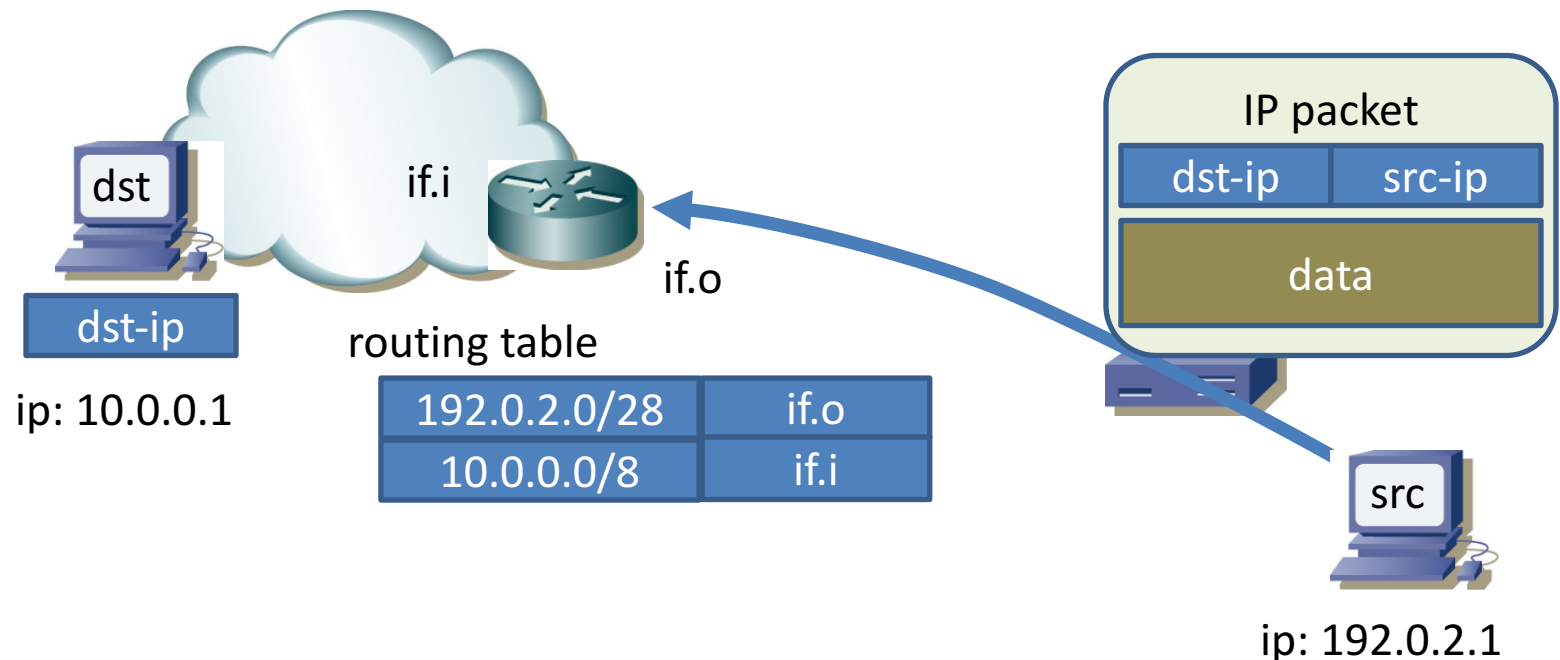 IP packet
dst-ip src-ip
data
dst
if.i
if.o
dst-ip
ip: 10.0.0.1
routing table
192.0.2.0/28 if.o
10.0.0.0/8 if.i
src
ip: 192.0.2.1